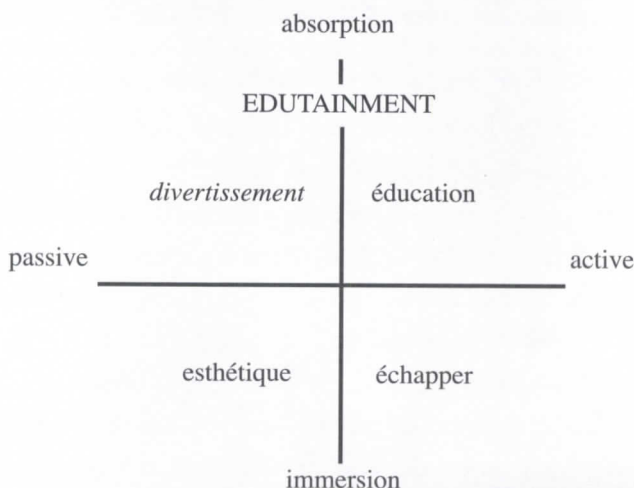 absorption
EDUTAINMENT
divertissement éducation
passive active
esthétique échapper
immersion